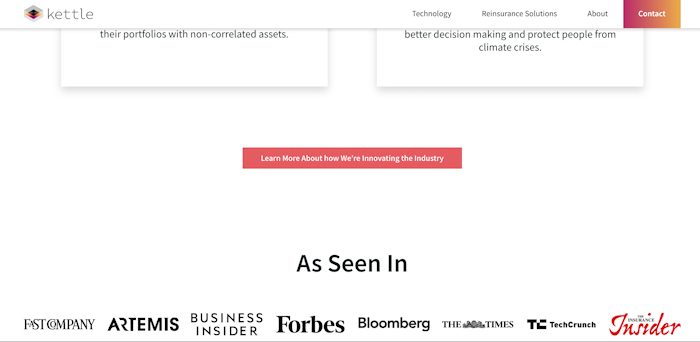 kettle
Technology
Reinsurance Solutions
About
Contact
their portfolios with non-correlated assets.
better decision making and protect people from
climate crises.
Learn More About how We're Innovating the Industry
As Seen In
FAST COMPANY
ARTEMIS
BUSINESS
INSIDER
Forbes
Bloomberg
THE TIMES
TC TechCrunch
THE
INSURANCE
Insider